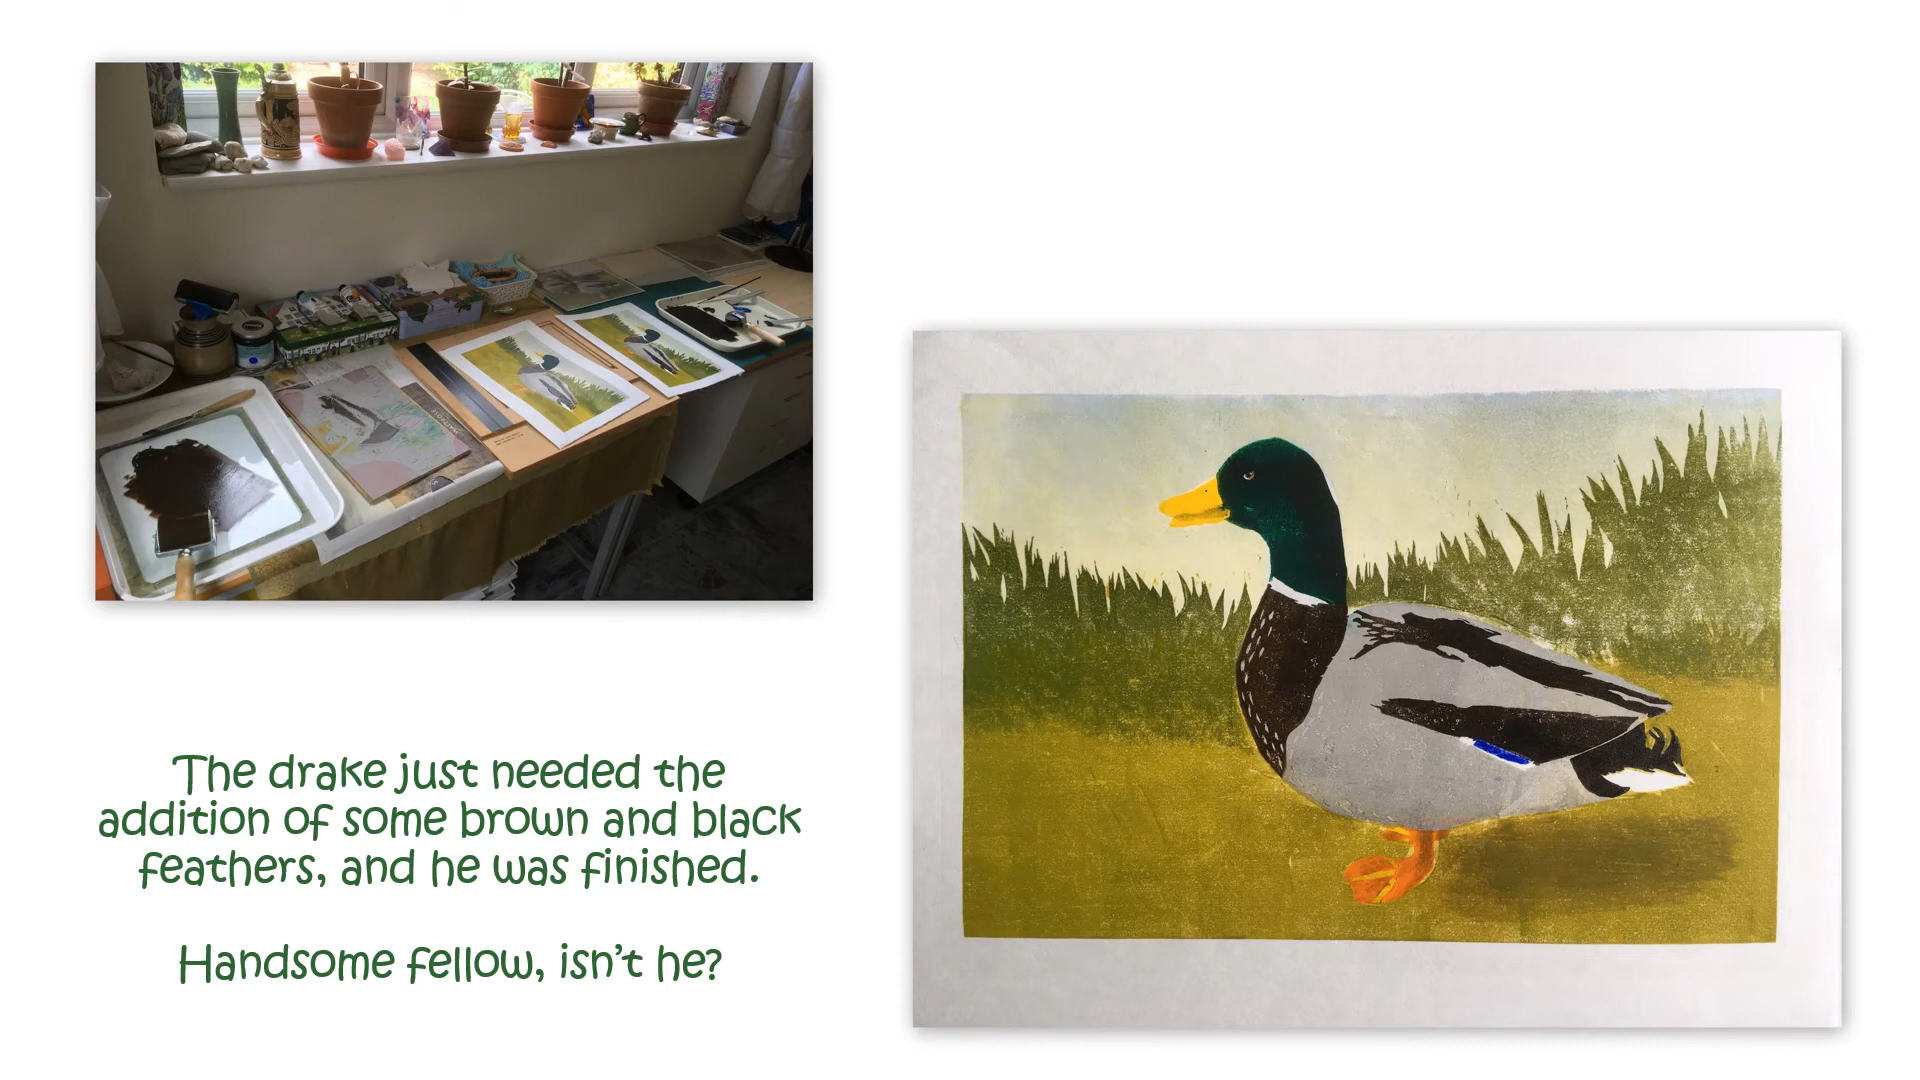 The drake just needed the
addition of some brown and black
feathers, and he was finished.
Handsome fellow, isn't he?